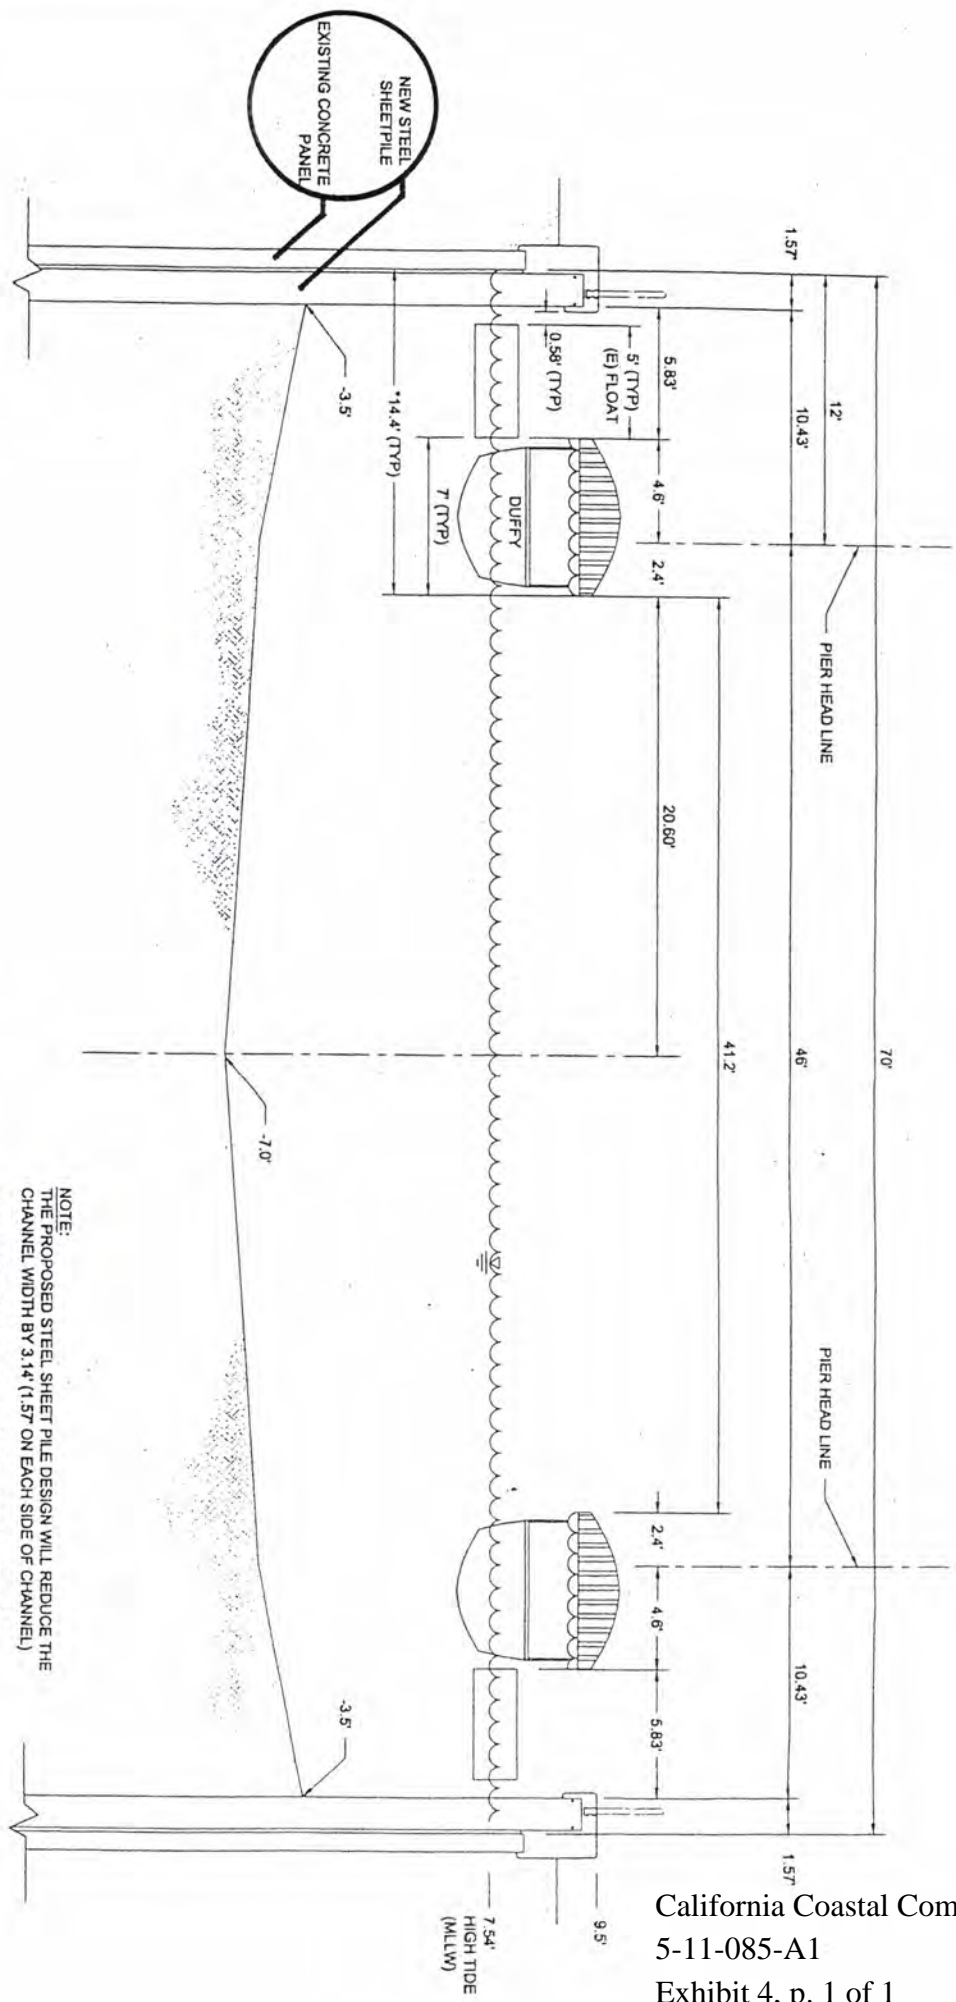 NEW STEEL
SHEETPILE
EXISTING CONCRETE
PANEL
70'
12'
1.57'
10.43'
46'
10.43'
1.57'
PIER HEAD LINE
PIER HEAD LINE
41.2'
5.83'
4.6'
2.4'
20.60'
2.4'
4.6'
5.83'
5' (TYP)
(E) FLOAT
0.58' (TYP)
DUFFY
7' (TYP)
*14.4' (TYP)
-3.5'
-7.0'
-3.5'
9.5'
7.54'
HIGH TIDE
(MLLW)
NOTE:
THE PROPOSED STEEL SHEET PILE DESIGN WILL REDUCE THE
CHANNEL WIDTH BY 3.14' (1.57' ON EACH SIDE OF CHANNEL)
California Coastal Com
5-11-085-A1
Exhibit 4, p. 1 of 1